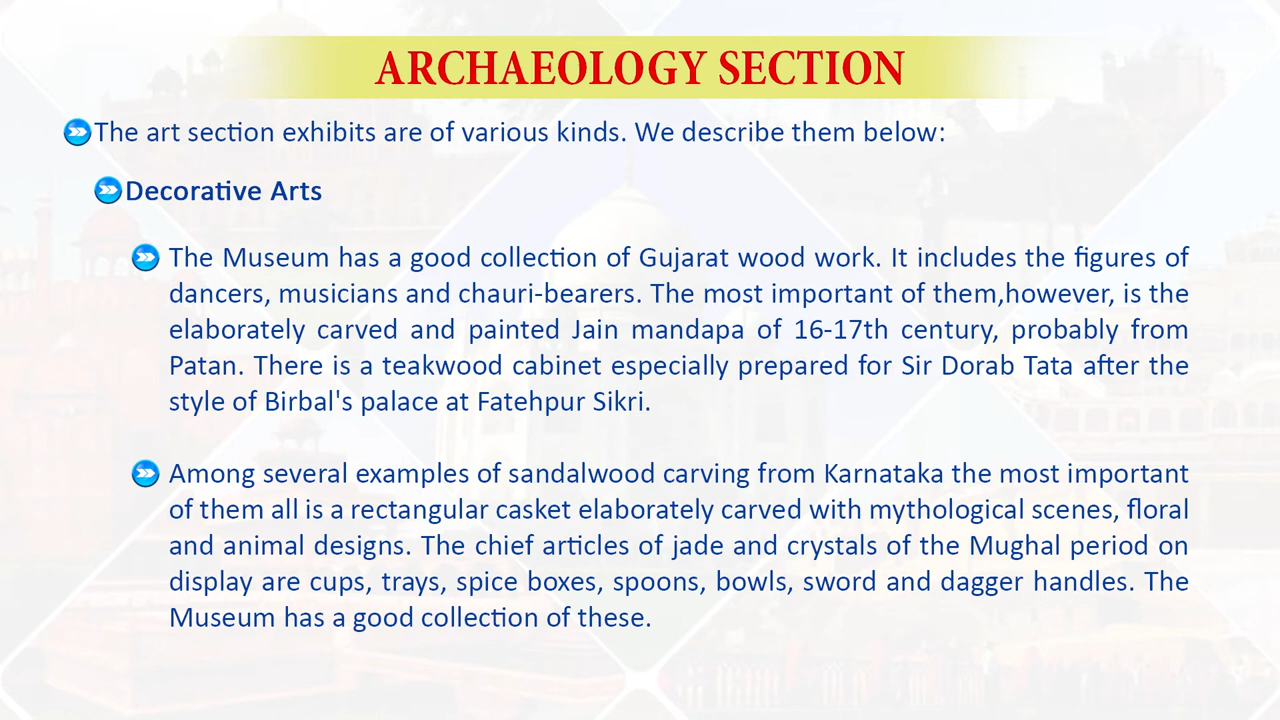 ARCHAEOLOGY SECTION
The art section exhibits are of various kinds. We describe them below:
Decorative Arts
The Museum has a good collection of Gujarat wood work. It includes the figures of
dancers, musicians and chauri-bearers. The most important of them,however, is the
elaborately carved and painted Jain mandapa of 16-17th century, probably from
Patan. There is a teakwood cabinet especially prepared for Sir Dorab Tata after the
style of Birbal's palace at Fatehpur Sikri.
Among several examples of sandalwood carving from Karnataka the most important
of them all is a rectangular casket elaborately carved with mythological scenes, floral
and animal designs. The chief articles of jade and crystals of the Mughal period on
display are cups, trays, spice boxes, spoons, bowls, sword and dagger handles. The
Museum has a good collection of these.